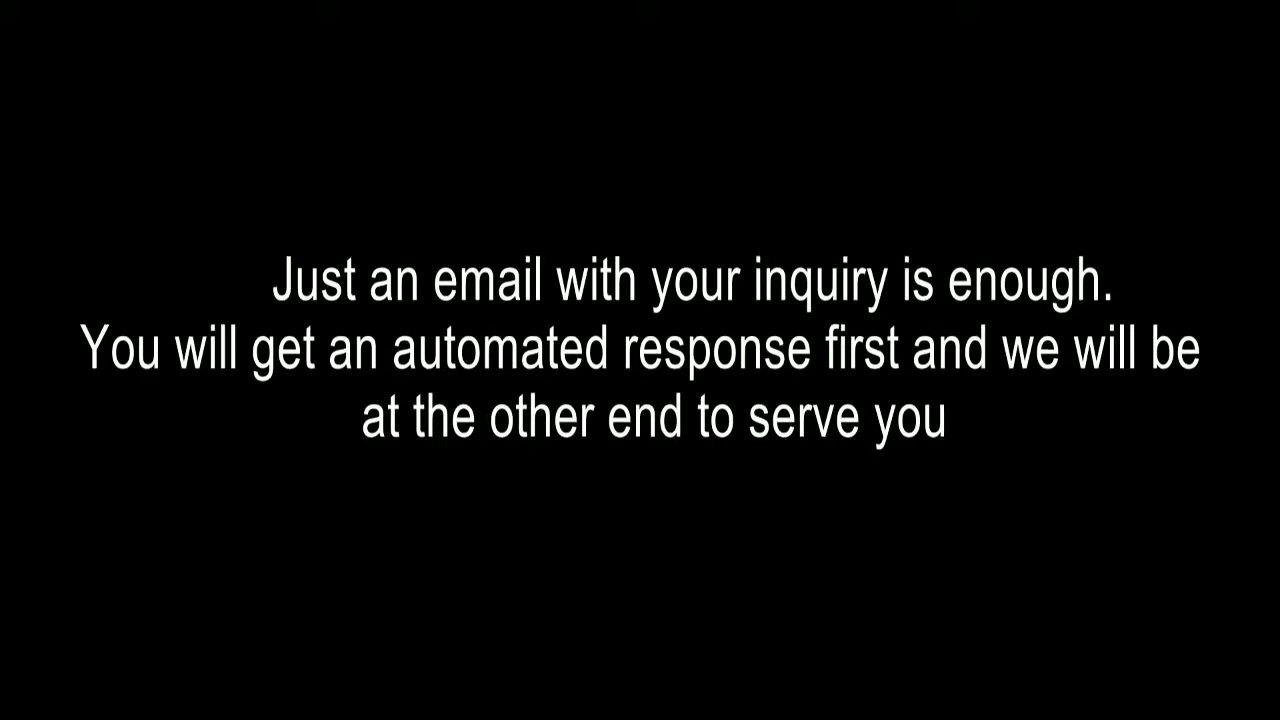 Just an email with your inquiry is enough.
You will get an automated response first and we will be
at the other end to serve you